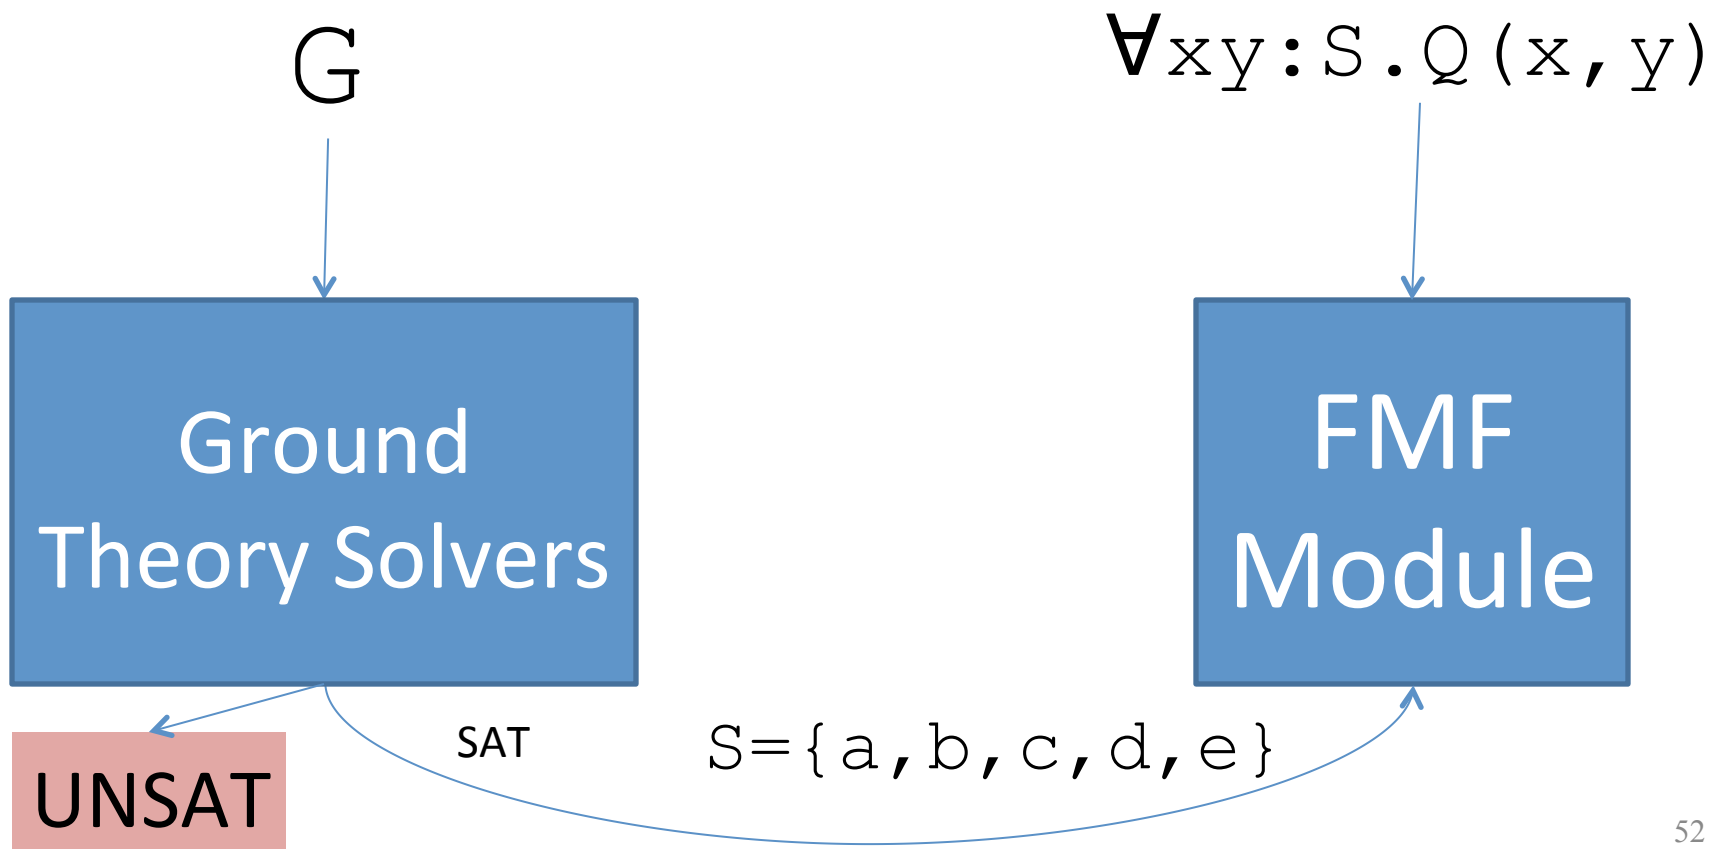 G
∀xy:S.Q(x,y)
Ground
Theory Solvers
FMF
Module
SAT
S={a,b,c,d,e}
UNSAT
52